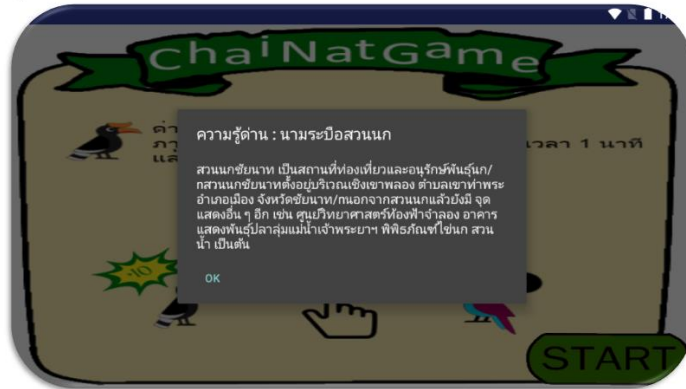 ChaiNatGame
ความรู้ด้าน : นามระบือสวนนก
เวลา 1 นาที
สวนนกชัยนาท เป็นสถานที่ท่องเที่ยวและอนุรักษ์พันธุ์นก/
nสวนนกชัยนาทตั้งอยู่บริเวณเชิงเขาพลอง ตำบลเขาท่าพระ
อำเภอเมือง จังหวัดชัยนาท/nนอกจากสวนนกแล้วยังมี จุด
แสดงอื่น ๆ อีก เช่น ศูนย์วิทยาศาสตร์ท้องฟ้าจำลอง อาคาร
แสดงพันธุ์ปลาลุ่มแม่น้ำเจ้าพระยาฯ พิพิธภัณฑ์ไข่นก สวน
น้ำ เป็นต้น
OK
-10
START